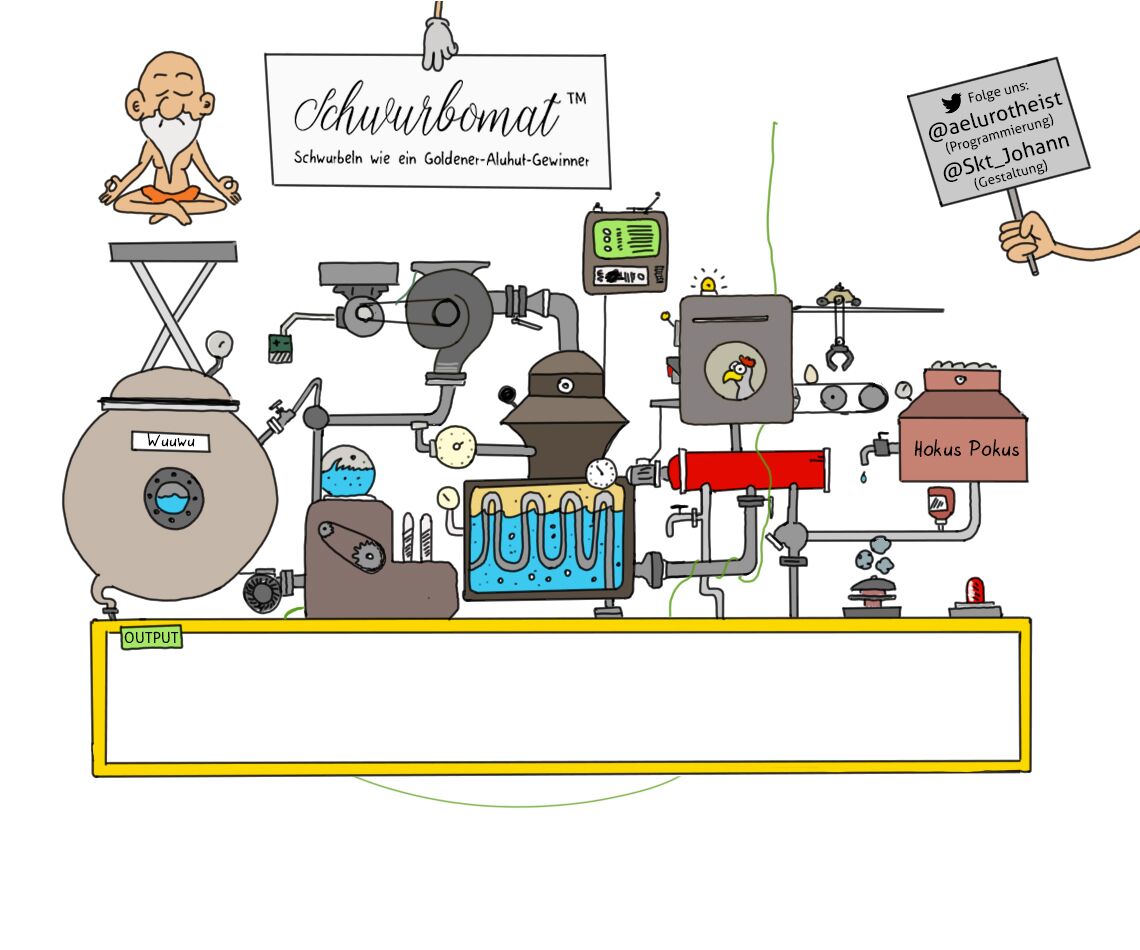 Schwurbomat™
Schwurbeln wie ein Goldener-Aluhut-Gewinner
Folge uns:
@aelurotheist
(Programmierung)
@Skt_Johann
(Gestaltung)
Wuuwu
Hokus Pokus
OUTPUT